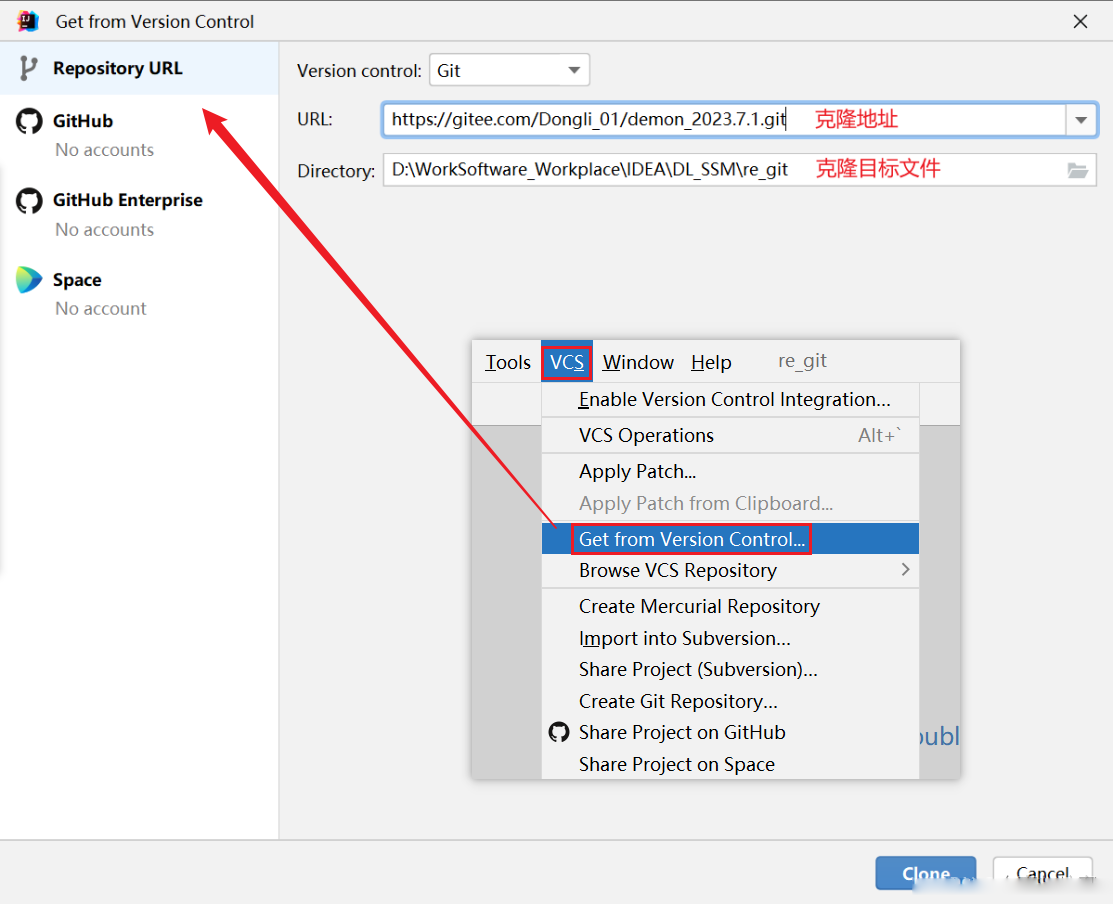 Get from Version Control
Repository URL
GitHub
No accounts
GitHub Enterprise
No accounts
Space
No account
Version control: Git
URL: https://gitee.com/Dongli_01/demon_2023.7.1.git 克隆地址
Directory: D:\WorkSoftware_Workplace\IDEA\DL_SSM\re_git 克隆目标文件
Tools VCS Window Help re_git
Enable Version Control Integration...
VCS Operations Alt+`
Apply Patch...
Apply Patch from Clipboard...
Get from Version Control...
Browse VCS Repository
Create Mercurial Repository
Import into Subversion...
Share Project (Subversion)...
Create Git Repository...
Share Project on GitHub
Share Project on Space
Clone Cancel